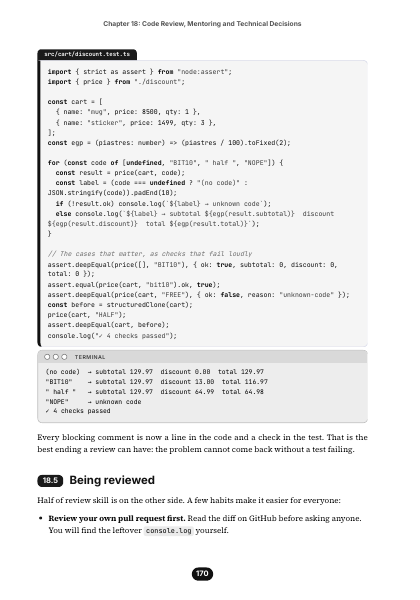 Chapter 18: Code Review, Mentoring and Technical Decisions
src/cart/discount.test.ts
import { strict as assert } from "node:assert";
import { price } from "./discount";
const cart = [
  { name: "mug", price: 8500, qty: 1 },
  { name: "sticker", price: 1499, qty: 3 },
];
const egp = (piastres: number) => (piastres / 100).toFixed(2);
for (const code of [undefined, "BIT10", " half ", "NOPE"]) {
  const result = price(cart, code);
  const label = (code === undefined ? "(no code)" :
JSON.stringify(code)).padEnd(10);
  if (!result.ok) console.log(`${label} → unknown code`);
  else console.log(`${label} → subtotal ${egp(result.subtotal)}  discount
${egp(result.discount)}  total ${egp(result.total)}`);
}
// The cases that matter, as checks that fail loudly
assert.deepEqual(price([], "BIT10"), { ok: true, subtotal: 0, discount: 0,
total: 0 });
assert.equal(price(cart, "bit10").ok, true);
assert.deepEqual(price(cart, "FREE"), { ok: false, reason: "unknown-code" });
const before = structuredClone(cart);
price(cart, "HALF");
assert.deepEqual(cart, before);
console.log("✓ 4 checks passed");
TERMINAL
(no code)  → subtotal 129.97  discount 0.00  total 129.97
"BIT10"    → subtotal 129.97  discount 13.00  total 116.97
" half "   → subtotal 129.97  discount 64.99  total 64.98
"NOPE"     → unknown code
✓ 4 checks passed
Every blocking comment is now a line in the code and a check in the test. That is the
best ending a review can have: the problem cannot come back without a test failing.
18.5 Being reviewed
Half of review skill is on the other side. A few habits make it easier for everyone:
• Review your own pull request first. Read the diff on GitHub before asking anyone.
You will find the leftover console.log yourself.
170